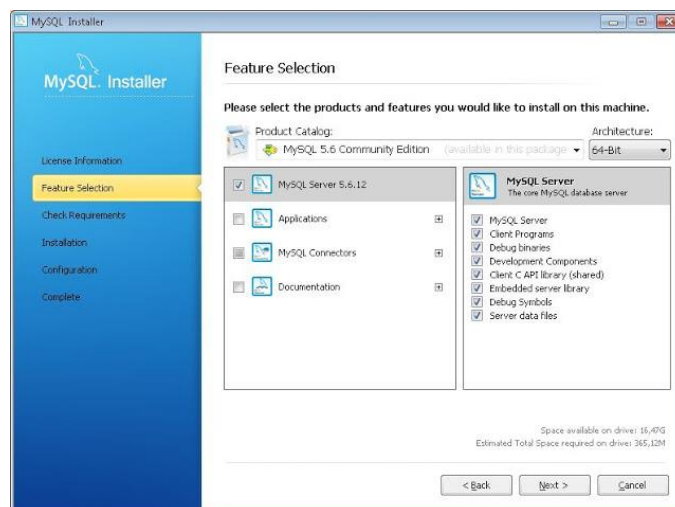 MySQL Installer
MySQL. Installer
License Information
Feature Selection
Check Requirements
Installation
Configuration
Complete
Feature Selection
Please select the products and features you would like to install on this machine.
Product Catalog:
Architecture:
MySQL 5.6 Community Edition (available in this package)
64-Bit
MySQL Server 5.6.12
Applications
MySQL Connectors
Documentation
MySQL Server
The core MySQL database server
MySQL Server
Client Programs
Debug binaries
Development Components
Client C API library (shared)
Embedded server library
Debug Symbols
Server data files
Space available on drive: 16,47G
Estimated Total Space required on drive: 365,12M
< Back
Next >
Cancel